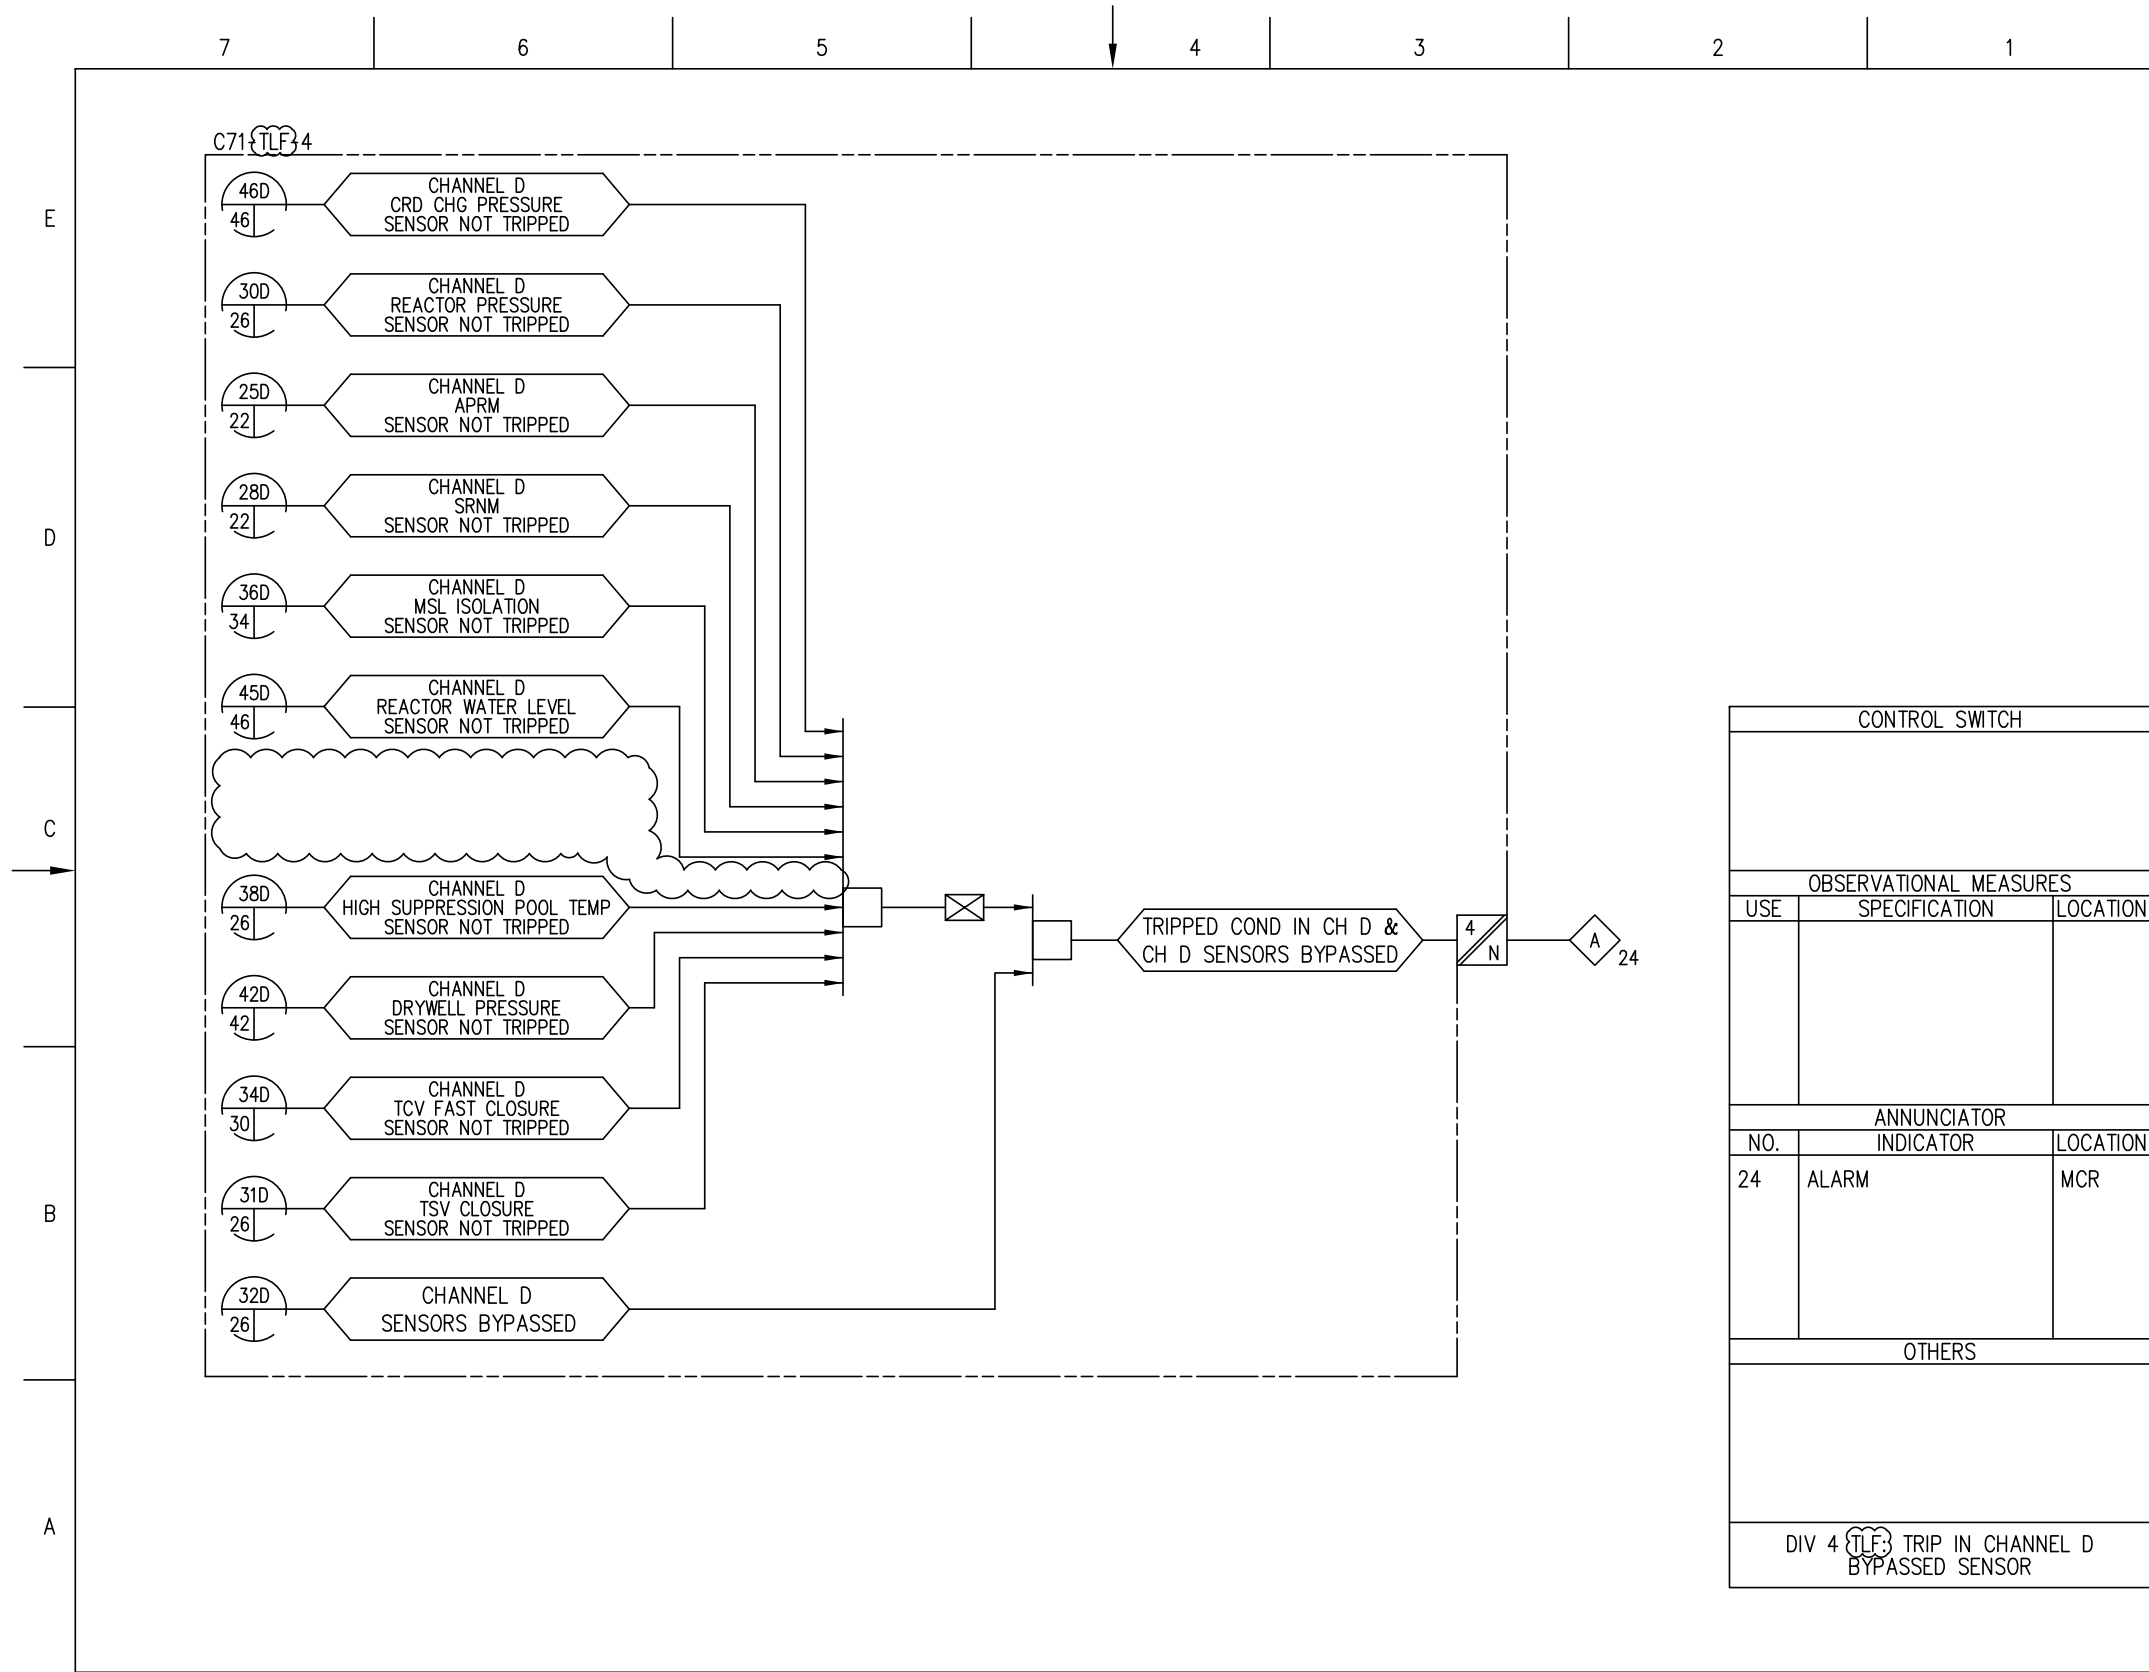 7 6 5 4 3 2 1
C71-TLF-4
E
46D
46
CHANNEL D
CRD CHG PRESSURE
SENSOR NOT TRIPPED
30D
26
CHANNEL D
REACTOR PRESSURE
SENSOR NOT TRIPPED
25D
22
CHANNEL D
APRM
SENSOR NOT TRIPPED
D
28D
22
CHANNEL D
SRNM
SENSOR NOT TRIPPED
36D
34
CHANNEL D
MSL ISOLATION
SENSOR NOT TRIPPED
45D
46
CHANNEL D
REACTOR WATER LEVEL
SENSOR NOT TRIPPED
C
38D
26
CHANNEL D
HIGH SUPPRESSION POOL TEMP
SENSOR NOT TRIPPED
42D
42
CHANNEL D
DRYWELL PRESSURE
SENSOR NOT TRIPPED
34D
30
CHANNEL D
TCV FAST CLOSURE
SENSOR NOT TRIPPED
B
31D
26
CHANNEL D
TSV CLOSURE
SENSOR NOT TRIPPED
32D
26
CHANNEL D
SENSORS BYPASSED
A
TRIPPED COND IN CH D &
CH D SENSORS BYPASSED
4
N
A
24
CONTROL SWITCH
OBSERVATIONAL MEASURES
USE SPECIFICATION LOCATION
ANNUNCIATOR
NO. INDICATOR LOCATION
24 ALARM MCR
OTHERS
DIV 4 TLF: TRIP IN CHANNEL D
BYPASSED SENSOR